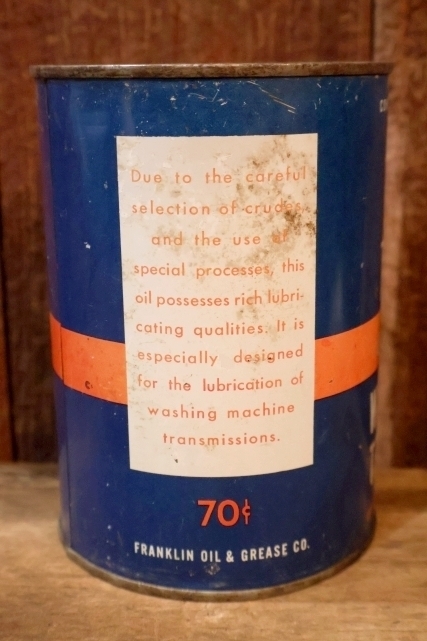 Due to the careful
selection of crudes,
and the use of
special processes, this
oil possesses rich lubri-
cating qualities. It is
especially designed
for the lubrication of
washing machine
transmissions.
70¢
FRANKLIN OIL & GREASE CO.